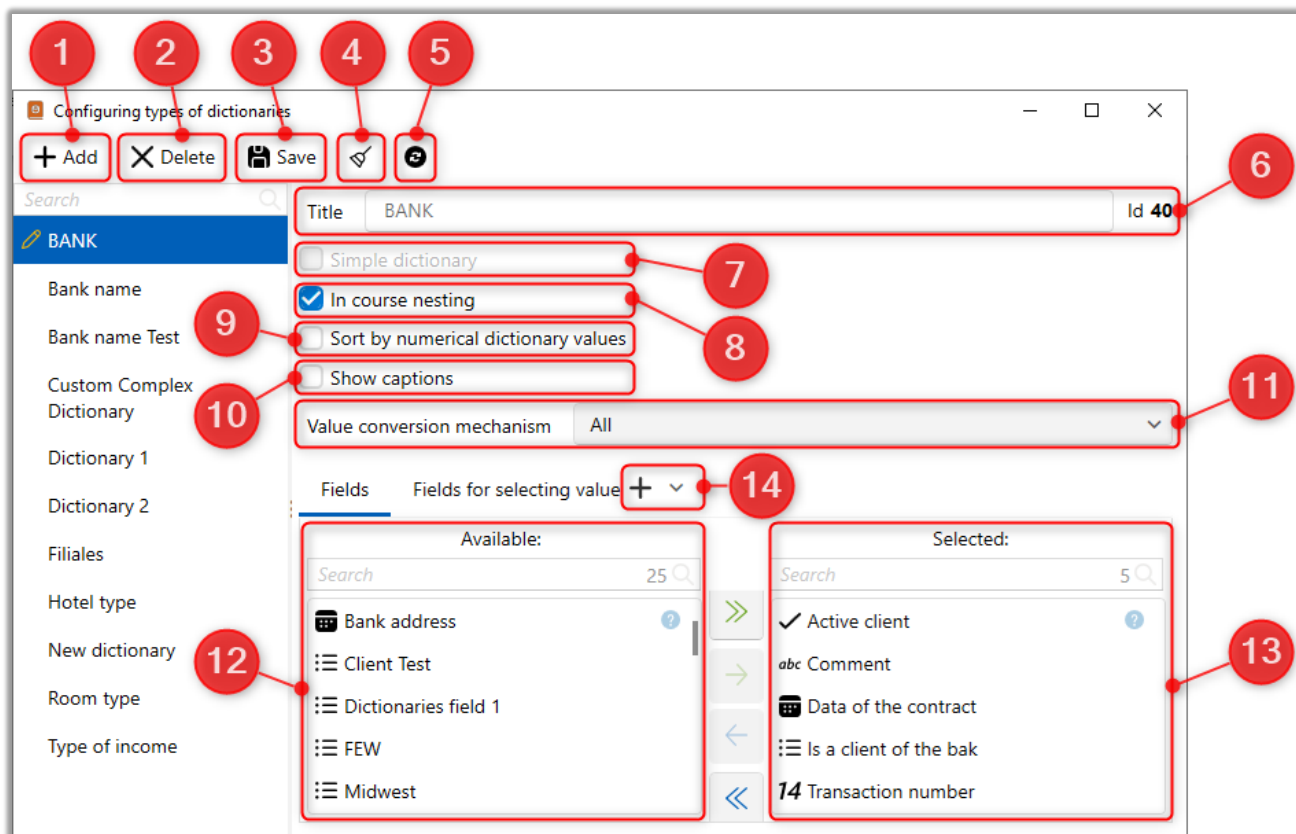 1 2 3 4 5
Configuring types of dictionaries
Add Delete Save
6
Search
Title BANK Id 40
BANK
Simple dictionary
7
Bank name
In course nesting
9
Bank name Test
Sort by numerical dictionary values
8
Custom Complex
Dictionary
Show captions
10
11
Value conversion mechanism All
Dictionary 1
Fields Fields for selecting value
14
Dictionary 2
Filiales
Available: Selected:
Search 25 Search 5
Hotel type
Bank address ? Active client ?
New dictionary
12
Client Test abc Comment
13
Room type
Dictionaries field 1 Data of the contract
Type of income
FEW Is a client of the bak
Midwest 14 Transaction number